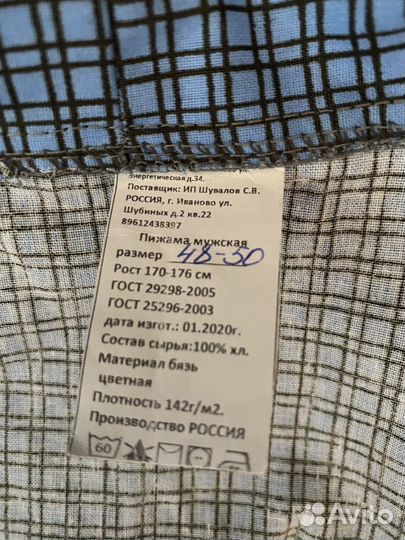 Энергетическая д.34.
Поставщик: ИП Шувалов С.В.
РОССИЯ, г. Иваново ул.
Шубиных д.2 кв.22
89612438397
Пижама мужская
размер 48-50
Рост 170-176 см
ГОСТ 29298-2005
ГОСТ 25296-2003
дата изгот.: 01.2020г.
Состав сырья:100% хл.
Материал бязь
цветная
Плотность 142г/м2.
Производство РОССИЯ
60
Avito